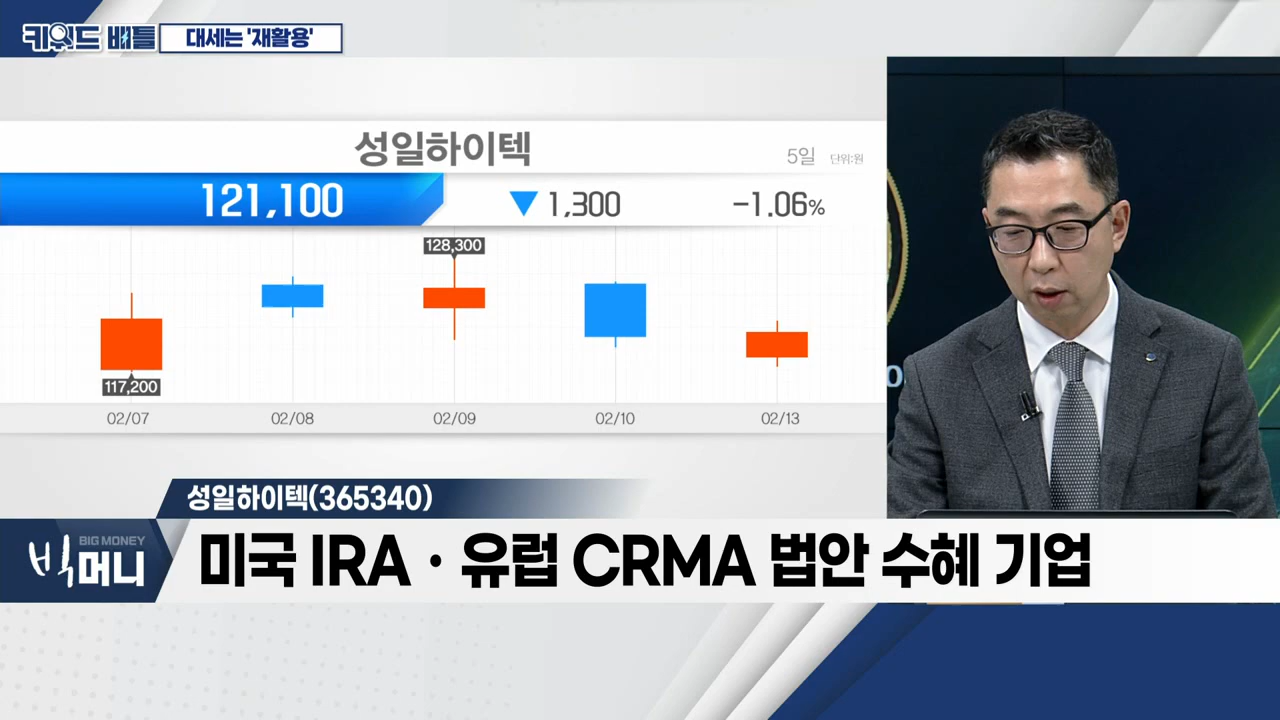 키워드 배틀
대세는 '재활용'
성일하이텍
5일 단위:원
121,100 ▼ 1,300 -1.06%
128,300
117,200
02/07 02/08 02/09 02/10 02/13
성일하이텍(365340)
BIG MONEY
빅머니
미국 IRA · 유럽 CRMA 법안 수혜 기업